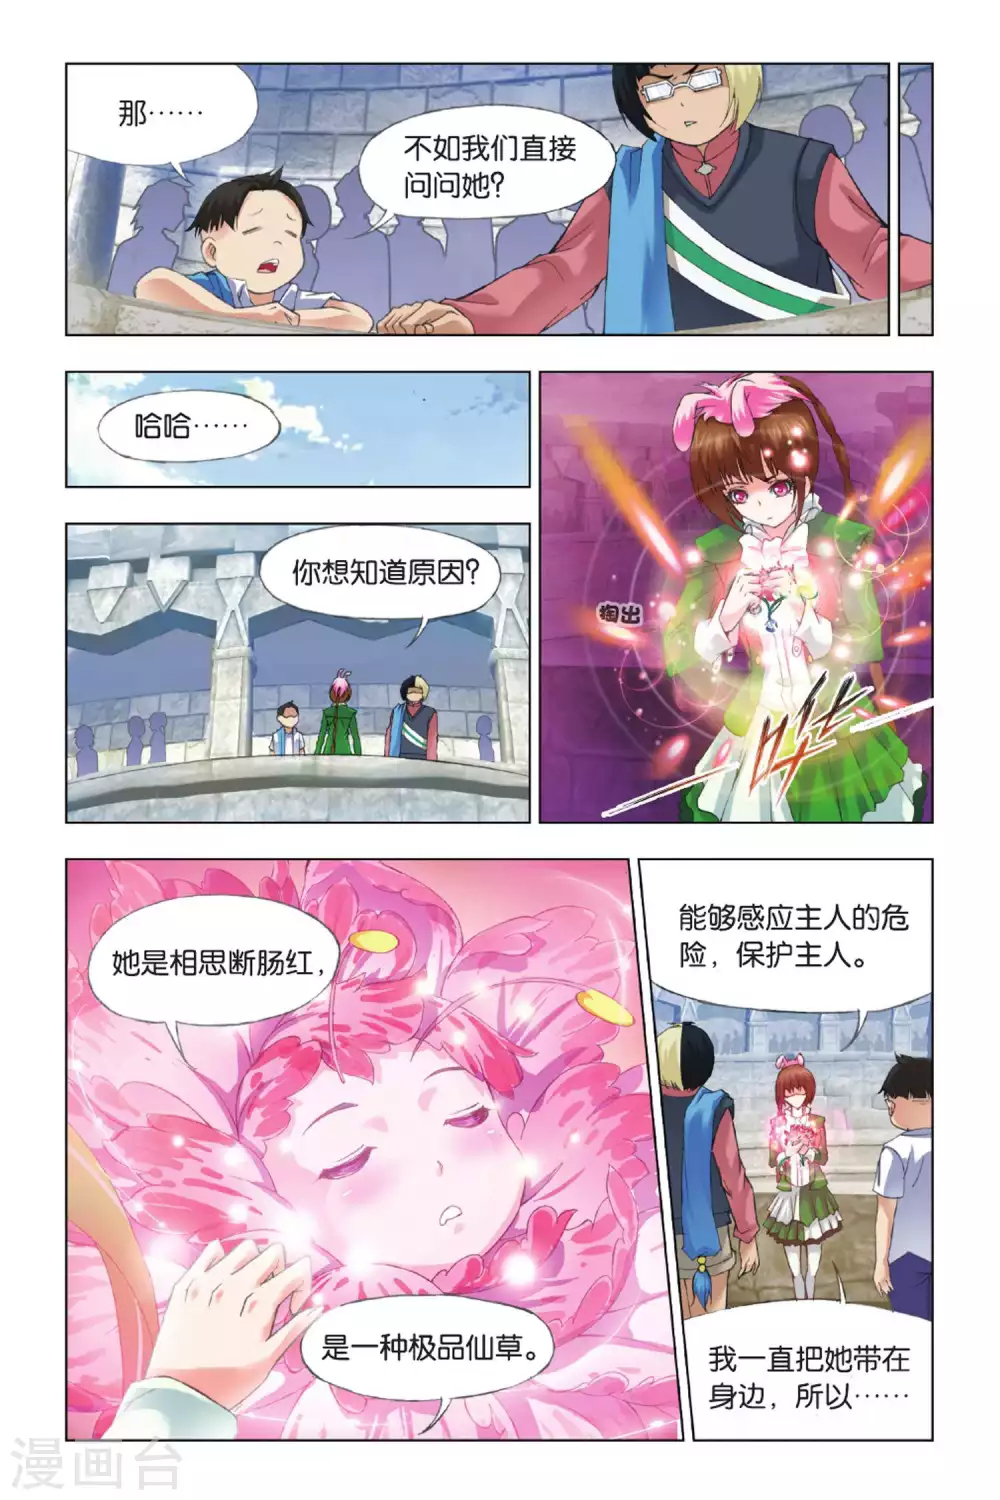 那……
不如我们直接
问问她？
哈哈……
你想知道原因？
掏出
她是相思断肠红，
是一种极品仙草。
能够感应主人的危
险，保护主人。
我一直把她带在
身边，所以……
漫画台